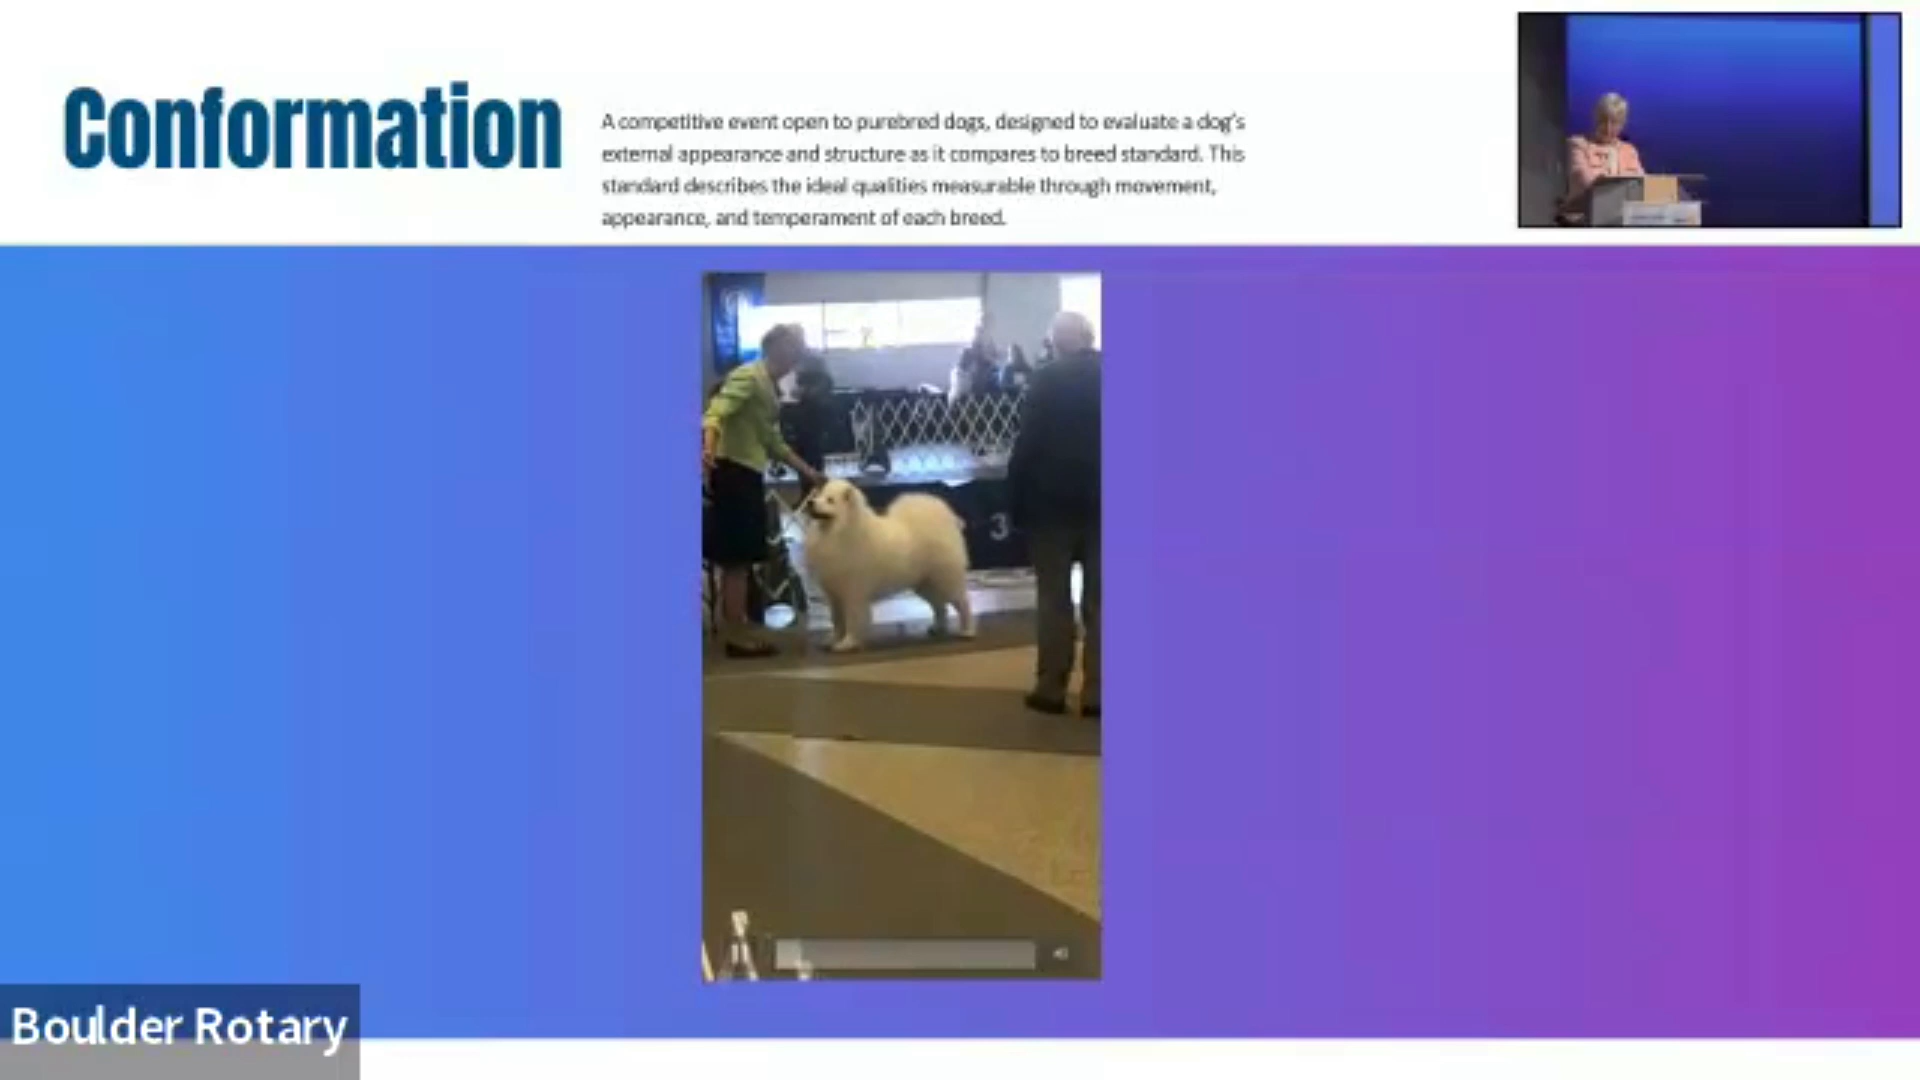 Conformation
A competitive event open to purebred dogs, designed to evaluate a dog's
external appearance and structure as it compares to breed standard. This
standard describes the ideal qualities measurable through movement,
appearance, and temperament of each breed.
3
Boulder Rotary